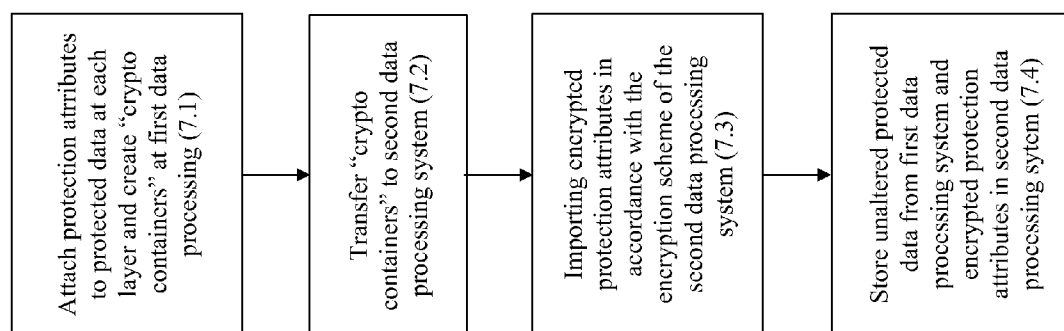 Attach protection attributes
to protected data at each
layer and create “crypto
containers” at first data
processing (7.1)
Transfer “crypto
containers” to second data
processing system (7.2)
Importing encrypted
protection attributes in
accordance with the
encryption scheme of the
second data processing
system (7.3)
Store unaltered protected
data from first data
processing system and
encrypted protection
attributes in second data
processing sytem (7.4)